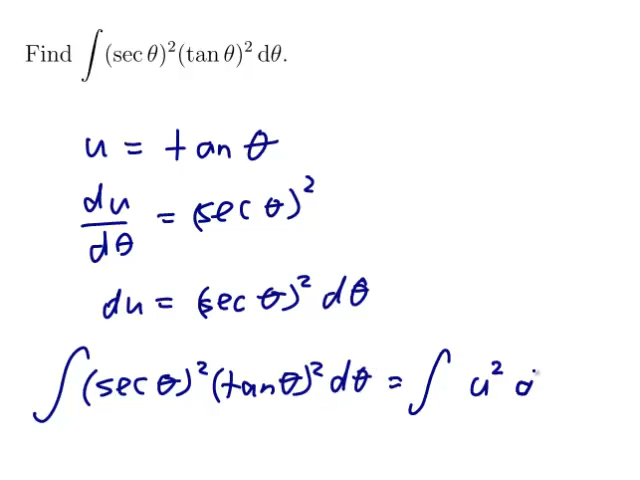 Find ∫(sec θ)²(tan θ)² dθ.
u = tan θ
du/dθ = (sec θ)²
du = (sec θ)² dθ
∫(sec θ)²(tan θ)² dθ = ∫ u²